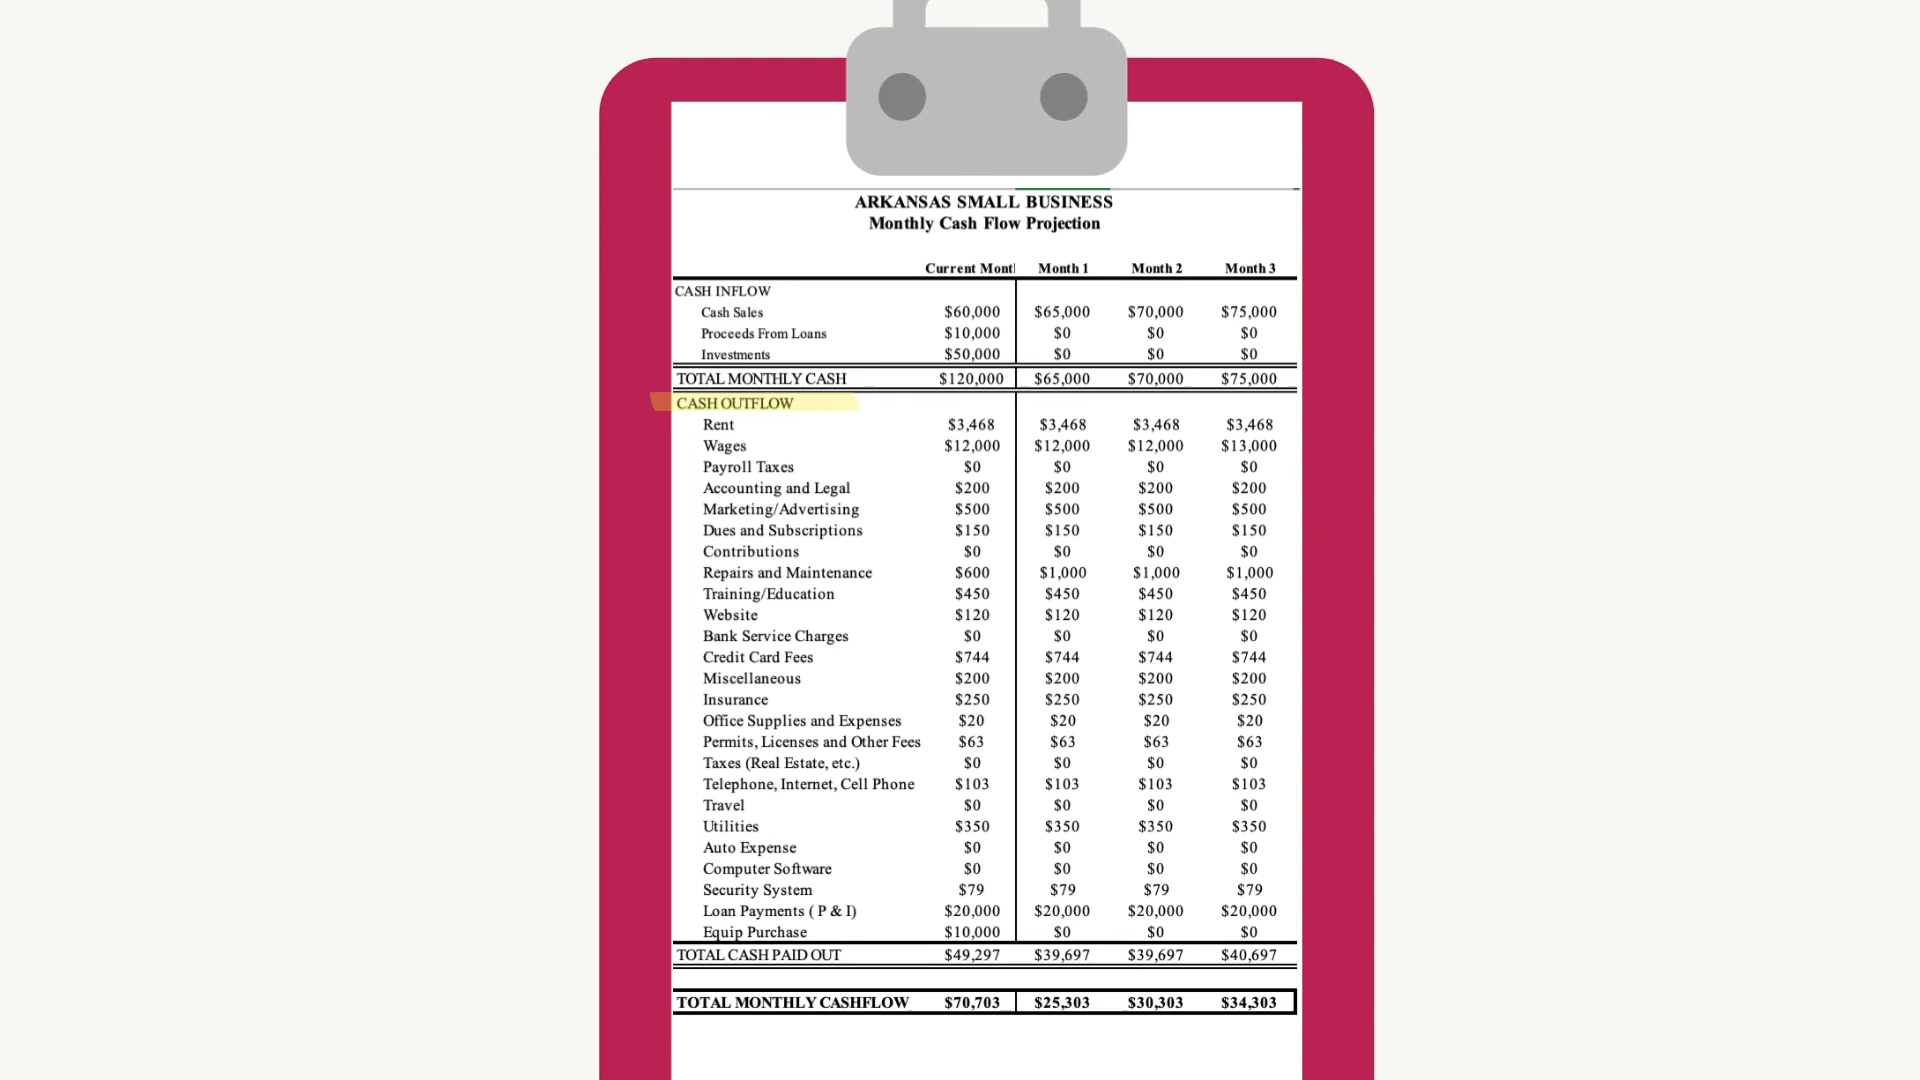 ARKANSAS SMALL BUSINESS
Monthly Cash Flow Projection
Current Mont Month 1 Month 2 Month 3
CASH INFLOW
Cash Sales $60,000 $65,000 $70,000 $75,000
Proceeds From Loans $10,000 $0 $0 $0
Investments $50,000 $0 $0 $0
TOTAL MONTHLY CASH $120,000 $65,000 $70,000 $75,000
CASH OUTFLOW
Rent $3,468 $3,468 $3,468 $3,468
Wages $12,000 $12,000 $12,000 $13,000
Payroll Taxes $0 $0 $0 $0
Accounting and Legal $200 $200 $200 $200
Marketing/Advertising $500 $500 $500 $500
Dues and Subscriptions $150 $150 $150 $150
Contributions $0 $0 $0 $0
Repairs and Maintenance $600 $1,000 $1,000 $1,000
Training/Education $450 $450 $450 $450
Website $120 $120 $120 $120
Bank Service Charges $0 $0 $0 $0
Credit Card Fees $744 $744 $744 $744
Miscellaneous $200 $200 $200 $200
Insurance $250 $250 $250 $250
Office Supplies and Expenses $20 $20 $20 $20
Permits, Licenses and Other Fees $63 $63 $63 $63
Taxes (Real Estate, etc.) $0 $0 $0 $0
Telephone, Internet, Cell Phone $103 $103 $103 $103
Travel $0 $0 $0 $0
Utilities $350 $350 $350 $350
Auto Expense $0 $0 $0 $0
Computer Software $0 $0 $0 $0
Security System $79 $79 $79 $79
Loan Payments ( P & I) $20,000 $20,000 $20,000 $20,000
Equip Purchase $10,000 $0 $0 $0
TOTAL CASH PAID OUT $49,297 $39,697 $39,697 $40,697
TOTAL MONTHLY CASHFLOW $70,703 $25,303 $30,303 $34,303